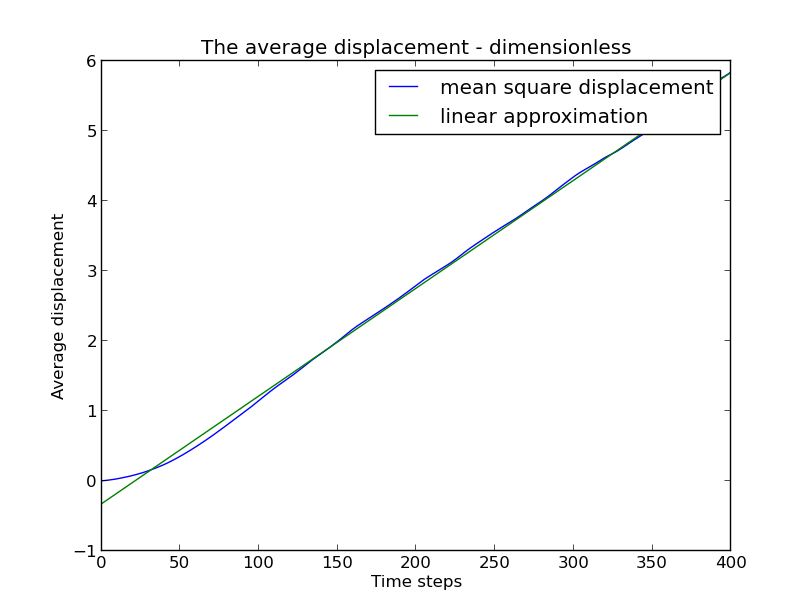 The average displacement - dimensionless
mean square displacement
linear approximation
Average displacement
6
5
4
3
2
1
0
−1
0 50 100 150 200 250 300 350 400
Time steps